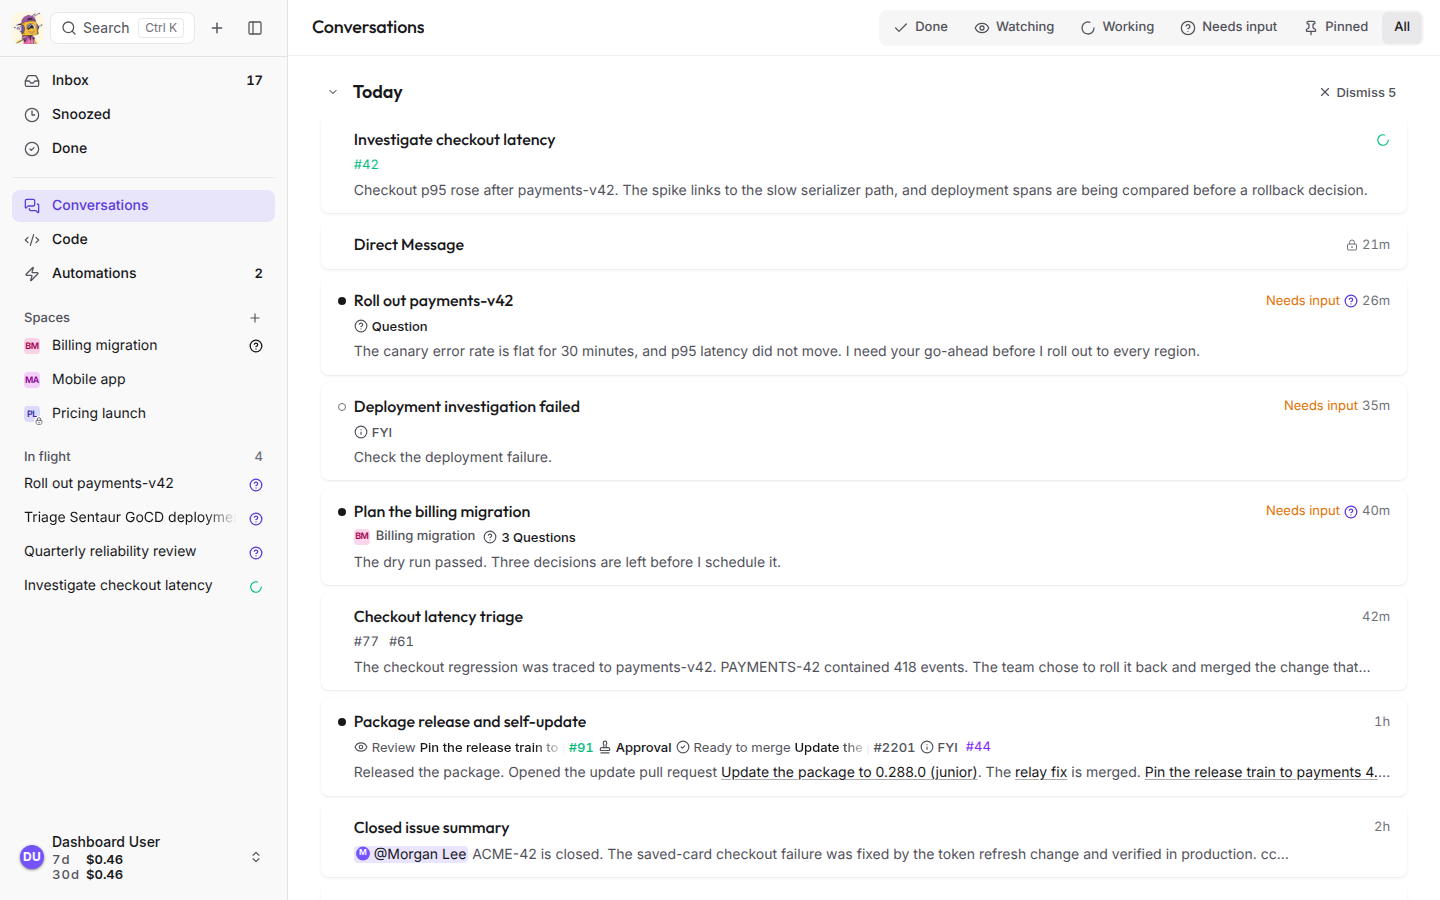 Search Ctrl K
Inbox 17
Snoozed
Done
Conversations
Code
Automations 2
Spaces
BM Billing migration
MA Mobile app
PL Pricing launch
In flight 4
Roll out payments-v42
Triage Sentaur GoCD deployme
Quarterly reliability review
Investigate checkout latency
DU Dashboard User
7d $0.46
30d $0.46
Conversations
Done Watching Working Needs input Pinned All
Today Dismiss 5
Investigate checkout latency
#42
Checkout p95 rose after payments-v42. The spike links to the slow serializer path, and deployment spans are being compared before a rollback decision.
Direct Message 21m
Roll out payments-v42 Needs input 26m
Question
The canary error rate is flat for 30 minutes, and p95 latency did not move. I need your go-ahead before I roll out to every region.
Deployment investigation failed Needs input 35m
FYI
Check the deployment failure.
Plan the billing migration Needs input 40m
BM Billing migration 3 Questions
The dry run passed. Three decisions are left before I schedule it.
Checkout latency triage 42m
#77 #61
The checkout regression was traced to payments-v42. PAYMENTS-42 contained 418 events. The team chose to roll it back and merged the change that...
Package release and self-update 1h
Review Pin the release train to #91 Approval Ready to merge Update the #2201 FYI #44
Released the package. Opened the update pull request Update the package to 0.288.0 (junior). The relay fix is merged. Pin the release train to payments 4....
Closed issue summary 2h
M @Morgan Lee ACME-42 is closed. The saved-card checkout failure was fixed by the token refresh change and verified in production. cc...